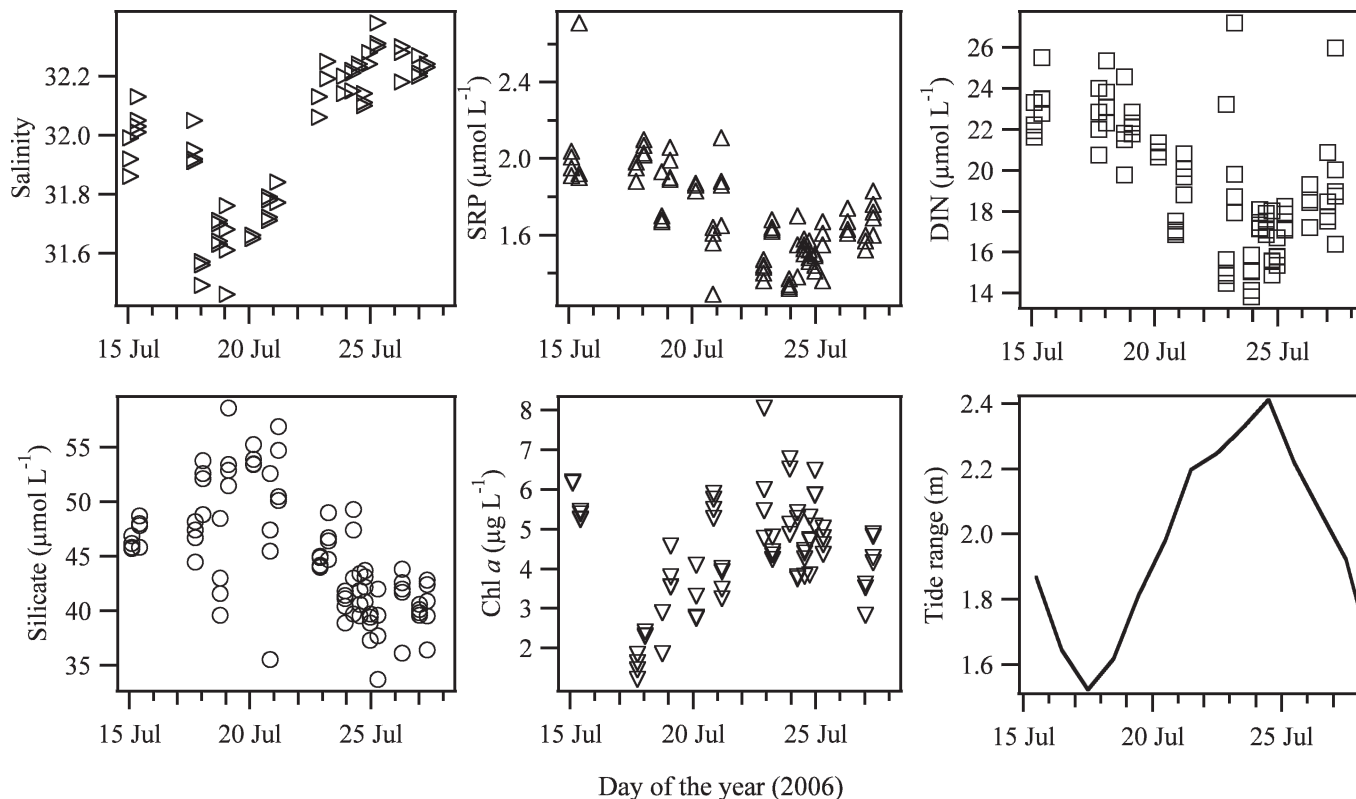 Salinity
32.2
32.0
31.8
31.6
15 Jul 20 Jul 25 Jul
SRP (µmol L⁻¹)
2.4
2.0
1.6
15 Jul 20 Jul 25 Jul
DIN (µmol L⁻¹)
26
24
22
20
18
16
14
15 Jul 20 Jul 25 Jul
Silicate (µmol L⁻¹)
55
50
45
40
35
15 Jul 20 Jul 25 Jul
Chl a (µg L⁻¹)
8
7
6
5
4
3
2
15 Jul 20 Jul 25 Jul
Tide range (m)
2.4
2.2
2.0
1.8
1.6
15 Jul 20 Jul 25 Jul
Day of the year (2006)